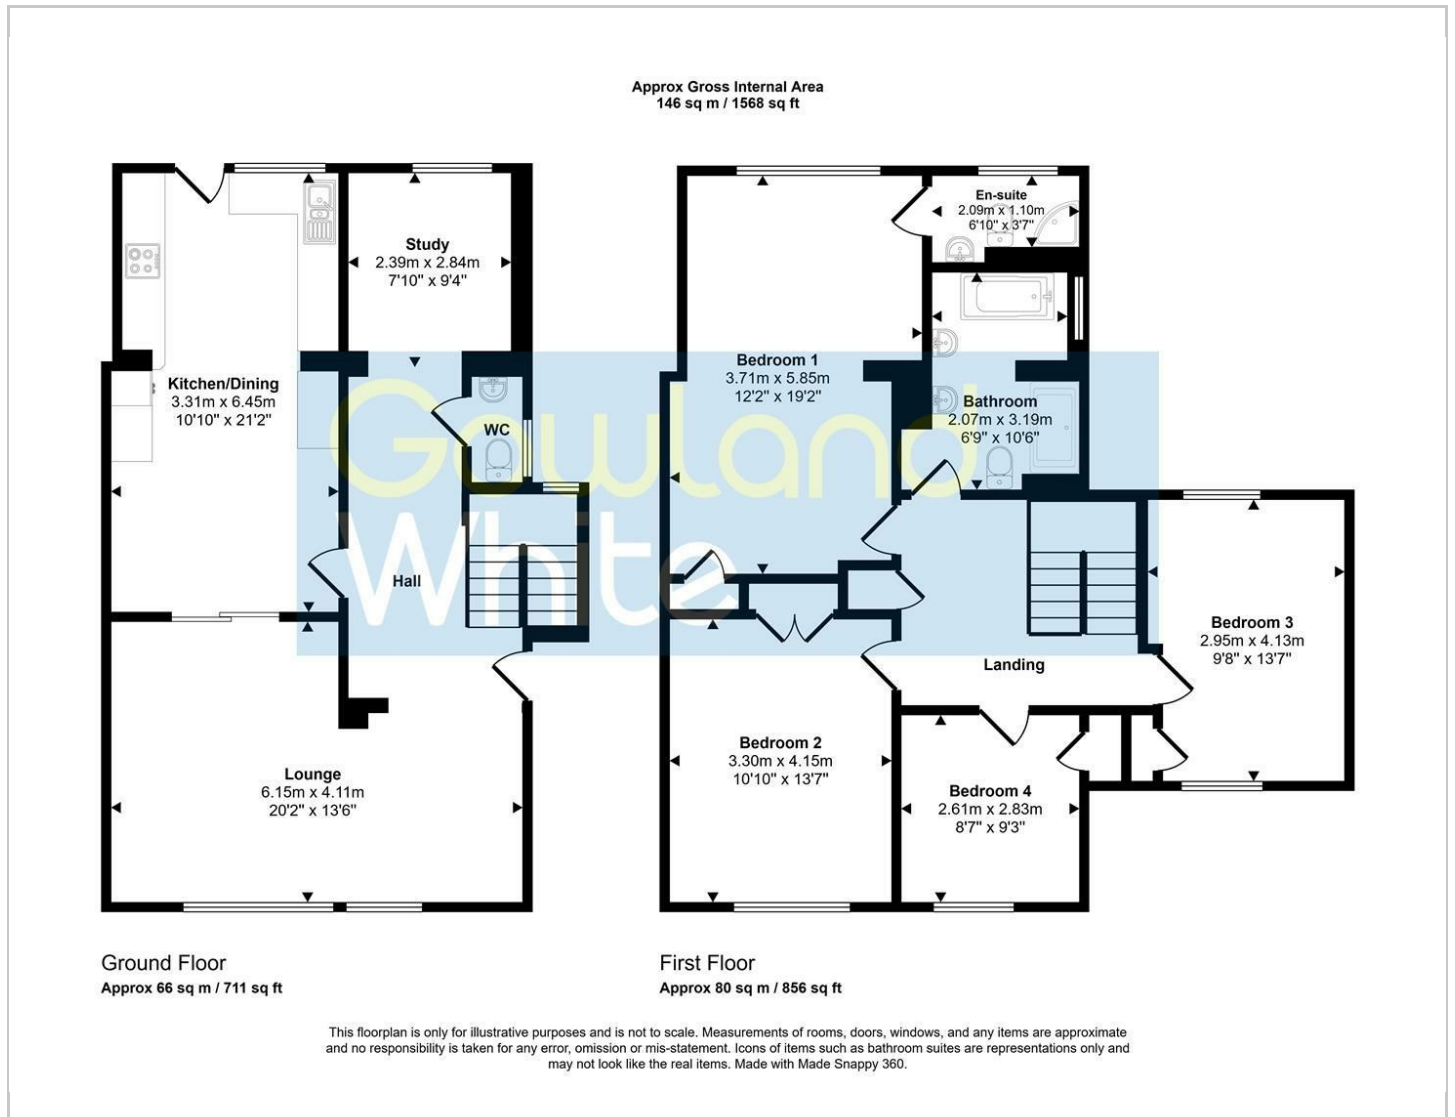 Approx Gross Internal Area
146 sq m / 1568 sq ft
Study
2.39m x 2.84m
7'10" x 9'4"
Kitchen/Dining
3.31m x 6.45m
10'10" x 21'2"
WC
Hall
Lounge
6.15m x 4.11m
20'2" x 13'6"
En-suite
2.09m x 1.10m
6'10" x 3'7"
Bedroom 1
3.71m x 5.85m
12'2" x 19'2"
Bathroom
2.07m x 3.19m
6'9" x 10'6"
Bedroom 3
2.95m x 4.13m
9'8" x 13'7"
Landing
Bedroom 2
3.30m x 4.15m
10'10" x 13'7"
Bedroom 4
2.61m x 2.83m
8'7" x 9'3"
Gowland
White
Ground Floor
Approx 66 sq m / 711 sq ft
First Floor
Approx 80 sq m / 856 sq ft
This floorplan is only for illustrative purposes and is not to scale. Measurements of rooms, doors, windows, and any items are approximate
and no responsibility is taken for any error, omission or mis-statement. Icons of items such as bathroom suites are representations only and
may not look like the real items. Made with Made Snappy 360.